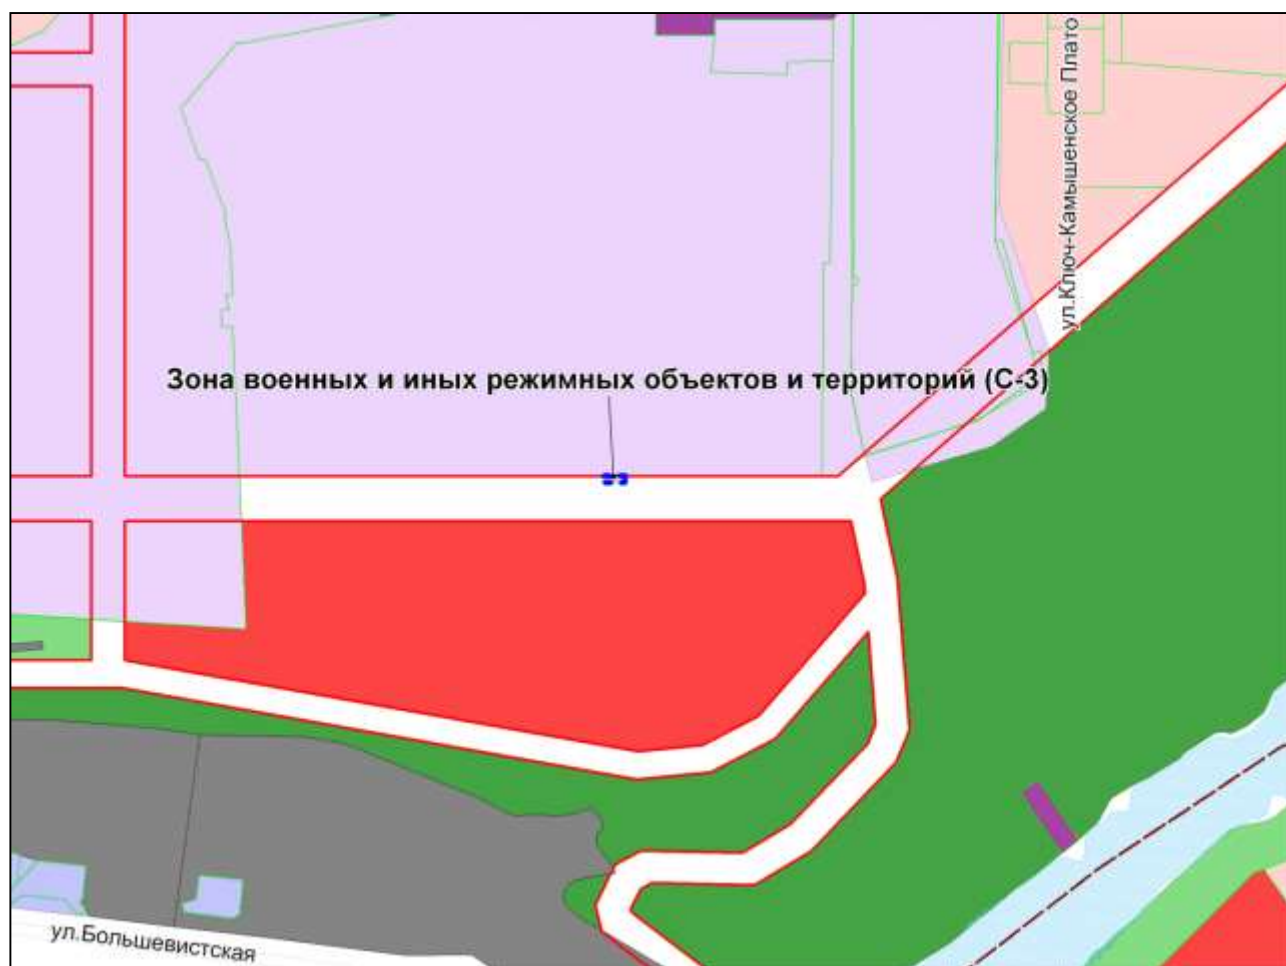 ул.Ключ-Камышенское Плато
Зона военных и иных режимных объектов и территорий (С-3)
ул.Большевистская